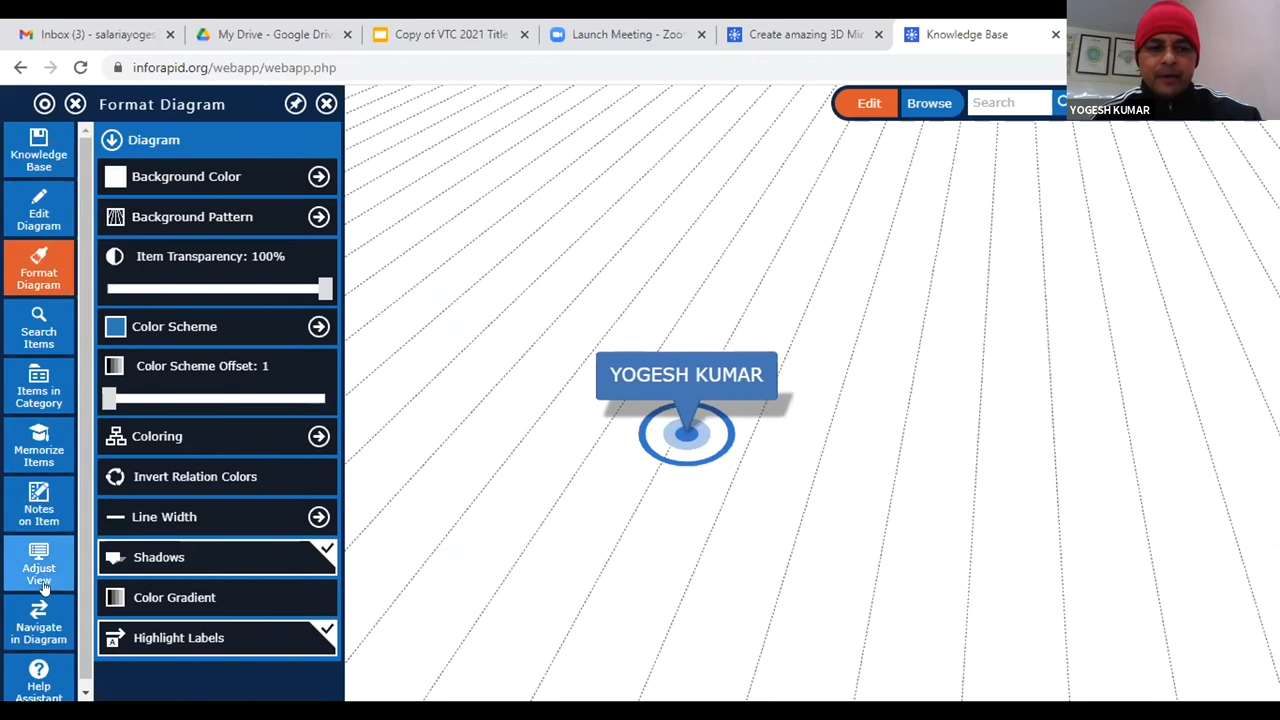 Inbox (3) - salariayoges
My Drive - Google Driv
Copy of VTC 2021 Title
Launch Meeting - Zoo
Create amazing 3D Min
Knowledge Base
inforapid.org/webapp/webapp.php
YOGESH KUMAR
Format Diagram
Edit
Browse
Search
Knowledge
Base
Edit
Diagram
Format
Diagram
Search
Items
Items in
Category
Memorize
Items
Notes
on Item
Adjust
View
Navigate
in Diagram
Help
Assistant
Diagram
Background Color
Background Pattern
Item Transparency: 100%
Color Scheme
Color Scheme Offset: 1
Coloring
Invert Relation Colors
Line Width
Shadows
Color Gradient
A
Highlight Labels
YOGESH KUMAR